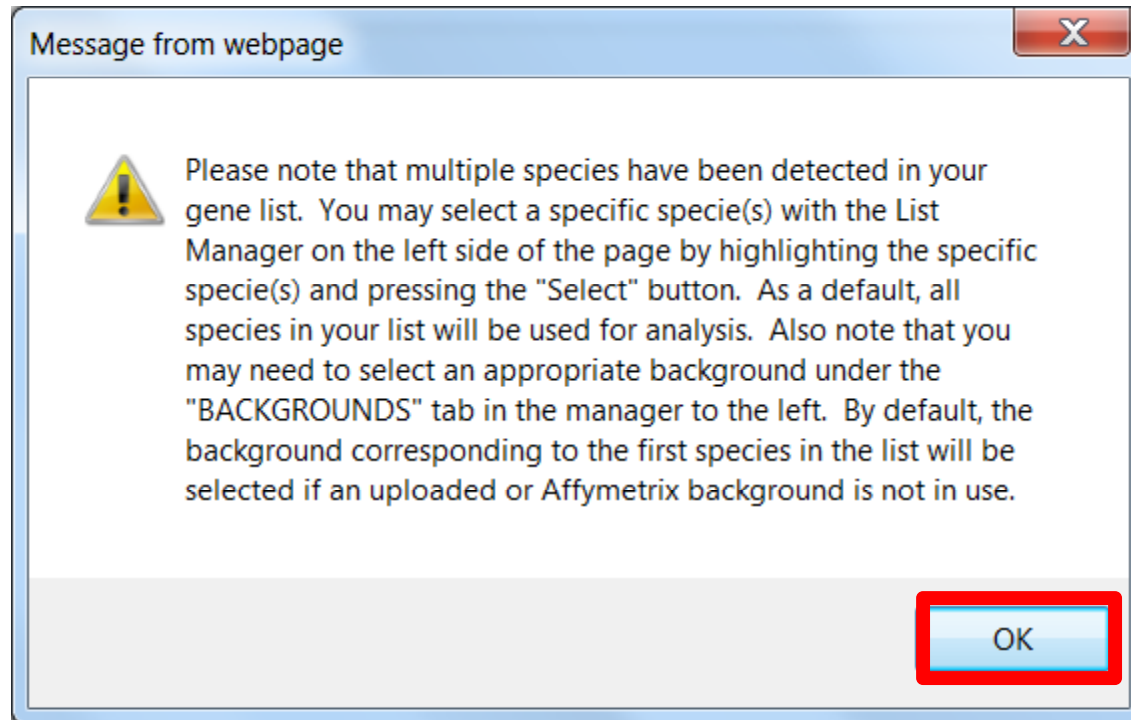 Message from webpage
Please note that multiple species have been detected in your
gene list.  You may select a specific specie(s) with the List
Manager on the left side of the page by highlighting the specific
specie(s) and pressing the "Select" button.  As a default, all
species in your list will be used for analysis.  Also note that you
may need to select an appropriate background under the
"BACKGROUNDS" tab in the manager to the left.  By default, the
background corresponding to the first species in the list will be
selected if an uploaded or Affymetrix background is not in use.
OK